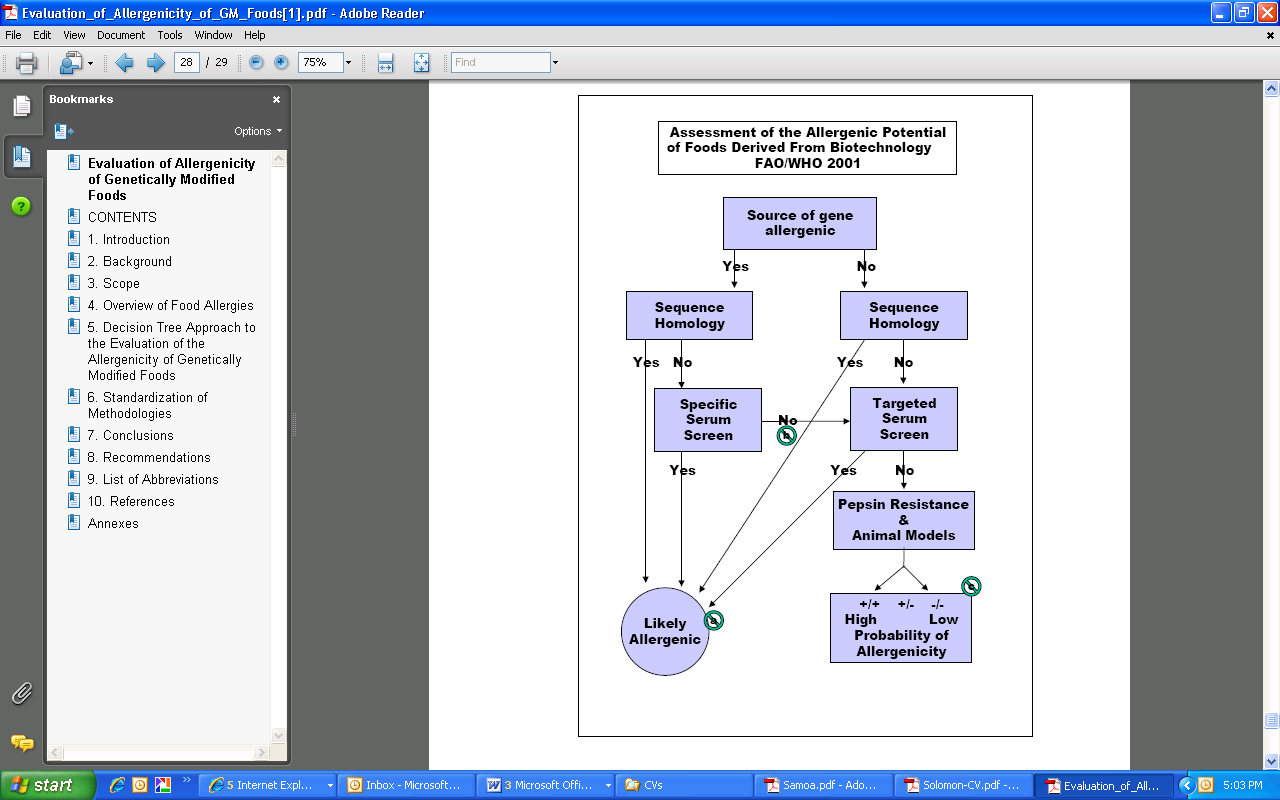 Evaluation_of_Allergenicity_of_GM_Foods[1].pdf - Adobe Reader
File Edit View Document Tools Window Help
28 / 29 75% Find
Bookmarks
Options
Evaluation of Allergenicity
of Genetically Modified
Foods
CONTENTS
1. Introduction
2. Background
3. Scope
4. Overview of Food Allergies
5. Decision Tree Approach to
the Evaluation of the
Allergenicity of Genetically
Modified Foods
6. Standardization of
Methodologies
7. Conclusions
8. Recommendations
9. List of Abbreviations
10. References
Annexes
Assessment of the Allergenic Potential
of Foods Derived From Biotechnology
FAO/WHO 2001
Source of gene
allergenic
Yes No
Sequence
Homology
Sequence
Homology
Yes No
Yes No
Specific
Serum
Screen
No
Targeted
Serum
Screen
Yes
Yes No
Pepsin Resistance
&
Animal Models
Likely
Allergenic
+/+ +/- -/-
High Low
Probability of
Allergenicity
start
5 Internet Expl...
Inbox - Microsoft...
3 Microsoft Offi...
CVs
Samoa.pdf - Ado...
Solomon-CV.pdf -...
Evaluation_of_All...
5:03 PM